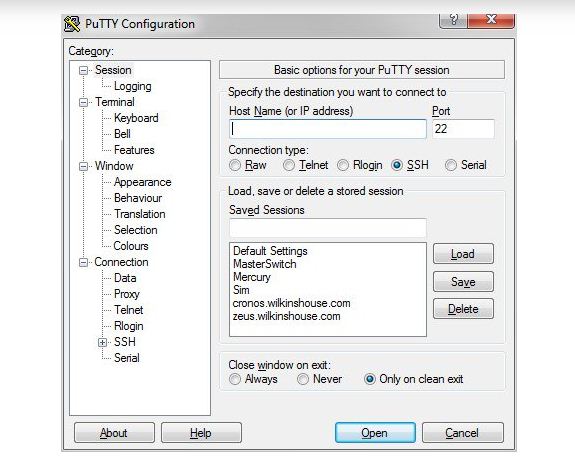 PuTTY Configuration
?
x
Category:
Session
Logging
Terminal
Keyboard
Bell
Features
Window
Appearance
Behaviour
Translation
Selection
Colours
Connection
Data
Proxy
Telnet
Rlogin
SSH
Serial
Basic options for your PuTTY session
Specify the destination you want to connect to
Host Name (or IP address) Port
22
Connection type:
Raw Telnet Rlogin SSH Serial
Load, save or delete a stored session
Saved Sessions
Default Settings
MasterSwitch
Mercury
Sim
cronos.wilkinshouse.com
zeus.wilkinshouse.com
Load
Save
Delete
Close window on exit:
Always Never Only on clean exit
About Help Open Cancel